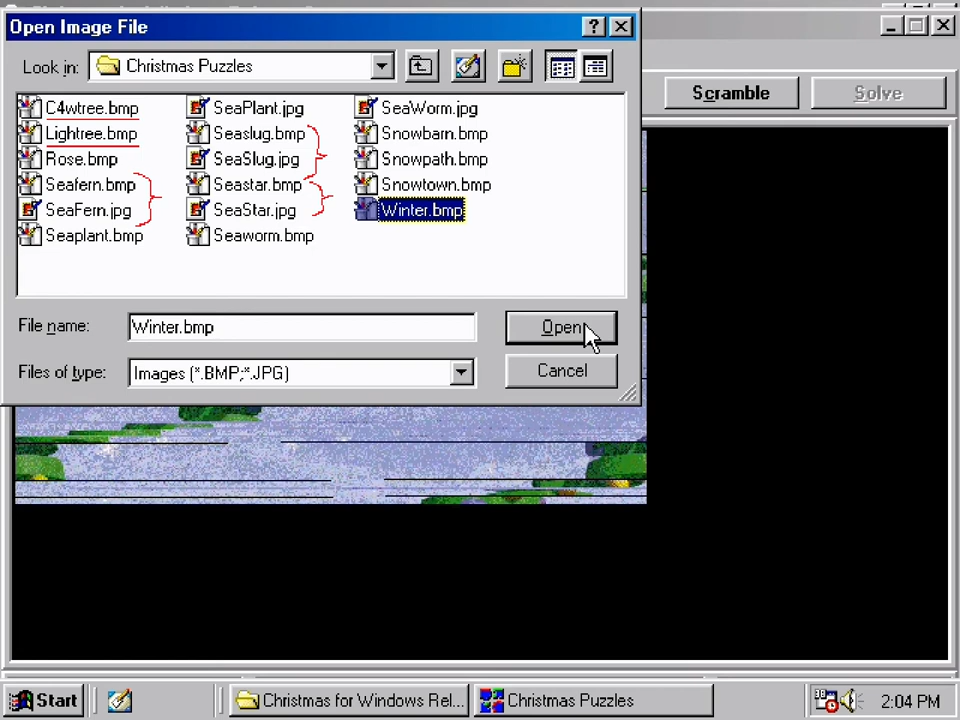 Open Image File
Look in: Christmas Puzzles
C4wtree.bmp SeaPlant.jpg SeaWorm.jpg
Lightree.bmp Seaslug.bmp Snowbarn.bmp
Rose.bmp SeaSlug.jpg Snowpath.bmp
Seafern.bmp Seastar.bmp Snowtown.bmp
SeaFern.jpg SeaStar.jpg Winter.bmp
Seaplant.bmp Seaworm.bmp
File name: Winter.bmp Open
Files of type: Images (*.BMP;*.JPG) Cancel
Scramble Solve
Start Christmas for Windows Rel... Christmas Puzzles 2:04 PM